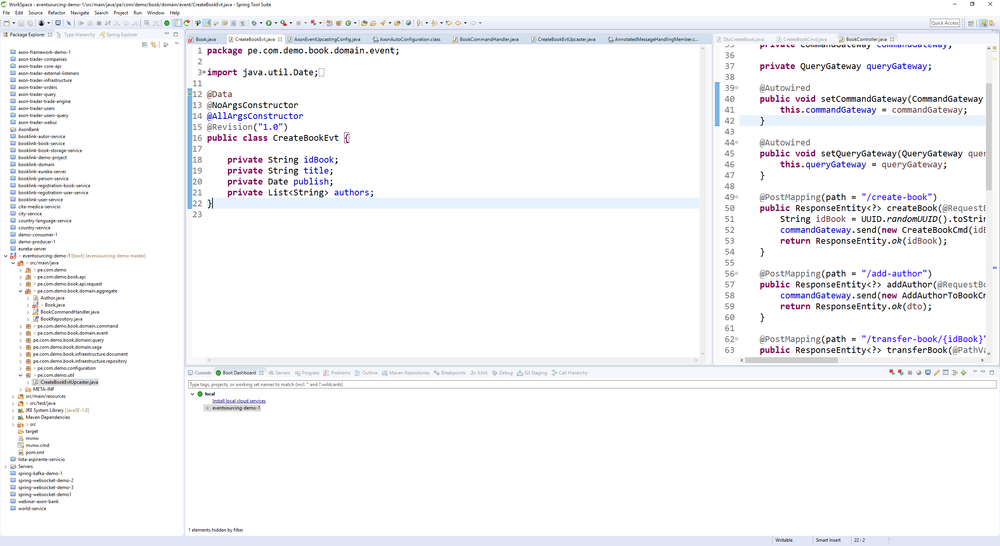 WorkSpace - eventsourcing-demo-1/src/main/java/pe/com/demo/book/domain/event/CreateBookEvt.java - Spring Tool Suite
File Edit Source Refactor Navigate Search Project Run Window Help
Quick Access
Package Explorer Type Hierarchy Spring Explorer
axon-framework-demo-1
axon-trader-companies
axon-trader-core-api
axon-trader-external-listeners
axon-trader-infrastructure
axon-trader-orders
axon-trader-query
axon-trader-trade-engine
axon-trader-users
axon-trader-users-query
axon-trader-webui
AxonBank
booklink-autor-service
booklink-book-service
booklink-book-storage-service
booklink-demo-project
booklink-domain
booklink-eureka-server
booklink-person-service
booklink-registration-book-service
booklink-registration-user-service
booklink-user-service
cita-medica-servicio
city-service
country-language-service
country-service
demo-consumer-1
demo-producer-1
eureka-server
> eventsourcing-demo-1 [boot] [evensourcing-demo master]
> src/main/java
> pe.com.demo
> pe.com.demo.book.api
> pe.com.demo.book.api.request
> pe.com.demo.book.domain.aggregate
Author.java
> Book.java
BookCommandHandler.java
BookRepository.java
> pe.com.demo.book.domain.command
> pe.com.demo.book.domain.event
pe.com.demo.book.domain.query
pe.com.demo.book.domain.saga
pe.com.demo.book.infraestructure.document
pe.com.demo.book.infraestructure.repository
> pe.com.demo.configuration
> pe.com.demo.util
CreateBookEvtUpcaster.java
META-INF
src/main/resources
> src/test/java
JRE System Library [JavaSE-1.8]
Maven Dependencies
> src
target
mvnw
mvnw.cmd
pom.xml
lista-aspirante-servicio
Servers
spring-kafka-demo-1
spring-websocket-demo-2
spring-websocket-demo-3
spring-websocket-demo1
webinar-axon-bank
world-service
Book.java CreateBookEvt.java AxonEventUpcastingConfig.java AxonAutoConfiguration.class BookCommandHandler.java CreateBookEvtUpcaster.java AnnotatedMessageHandlingMember.c...
1 package pe.com.demo.book.domain.event;
2
3 import java.util.Date;
11
12 @Data
13 @NoArgsConstructor
14 @AllArgsConstructor
15 @Revision("1.0")
16 public class CreateBookEvt {
17
18 private String idBook;
19 private String title;
20 private Date publish;
21 private List<String> authors;
22 }
23
DtoCreateBook.java CreateBookCmd.java BookController.java
35 private CommandGateway commandGateway;
36
37 private QueryGateway queryGateway;
38
39 @Autowired
40 public void setCommandGateway(CommandGateway
41 this.commandGateway = commandGateway;
42 }
43
44 @Autowired
45 public void setQueryGateway(QueryGateway quer
46 this.queryGateway = queryGateway;
47 }
48
49 @PostMapping(path = "/create-book")
50 public ResponseEntity<?> createBook(@RequestB
51 String idBook = UUID.randomUUID().toStrin
52 commandGateway.send(new CreateBookCmd(idB
53 return ResponseEntity.ok(idBook);
54 }
55
56 @PostMapping(path = "/add-author")
57 public ResponseEntity<?> addAuthor(@RequestBo
58 commandGateway.send(new AddAuthorToBookCm
59 return ResponseEntity.ok(dto);
60 }
61
62 @PostMapping(path = "/transfer-book/{idBook}"
63 public ResponseEntity<?> transferBook(@PathVa
Console Boot Dashboard Servers Progress Problems Outline Maven Repositories Breakpoints JUnit Debug Git Staging Call Hierarchy
Type tags, projects, or working set names to match (incl. * and ? wildcards)
local
Install local cloud services
eventsourcing-demo-1
1 elements hidden by filter
Writable Smart Insert 22 : 2